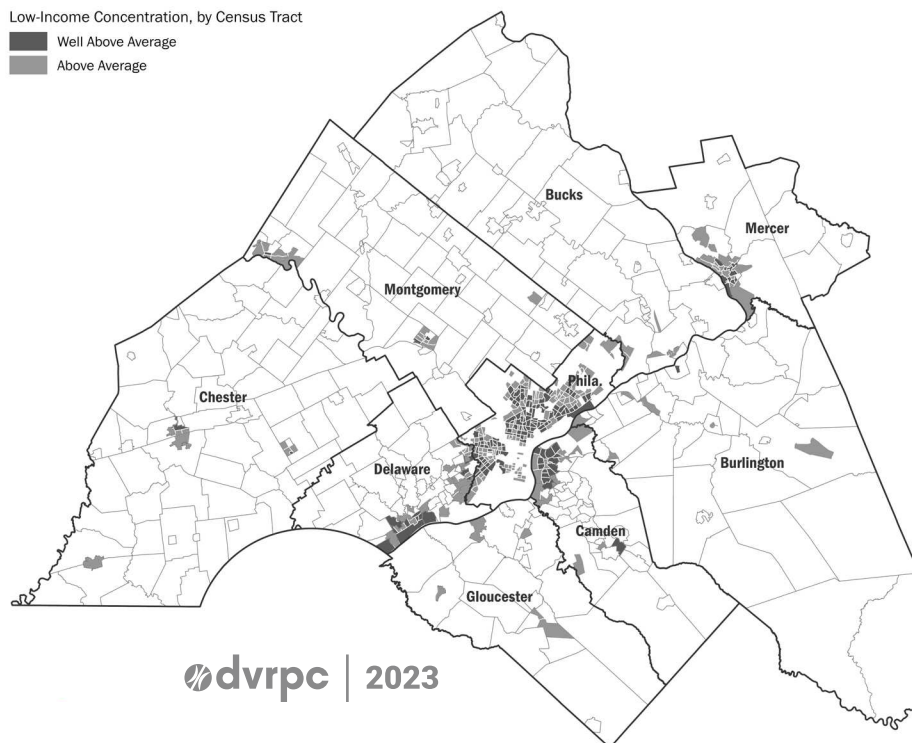 Low-Income Concentration, by Census Tract
Well Above Average
Above Average
Bucks
Mercer
Montgomery
Phila.
Chester
Delaware
Burlington
Camden
Gloucester
dvrpc | 2023